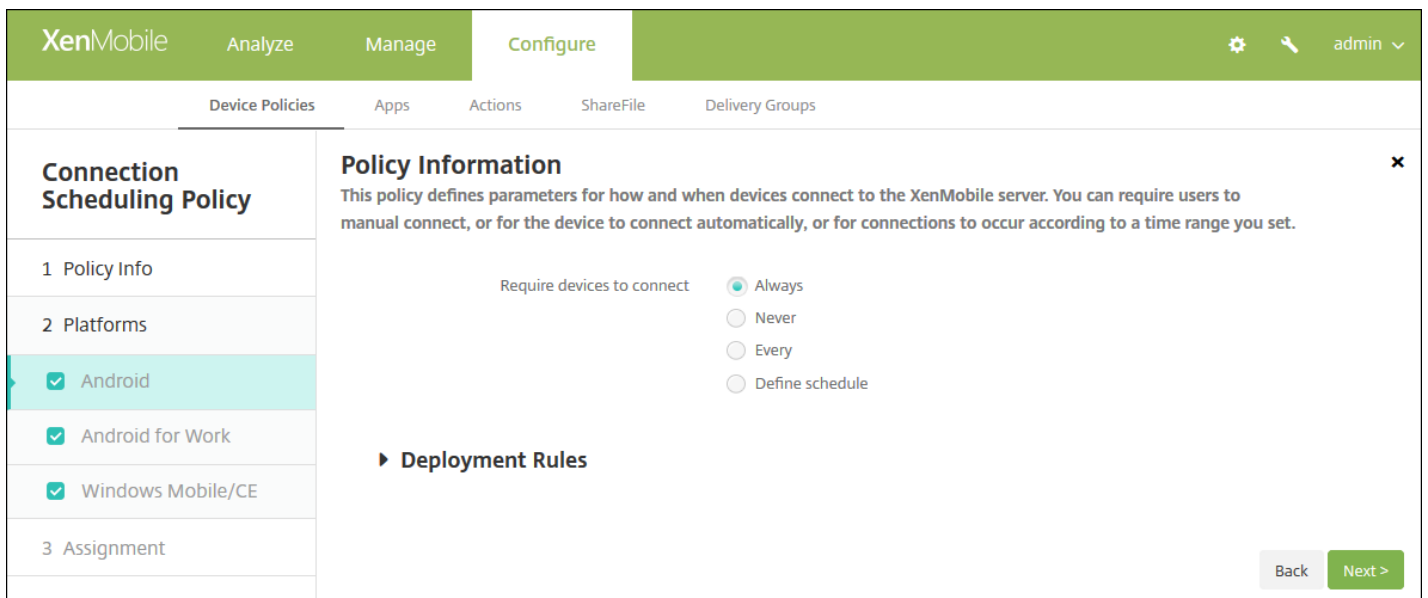 XenMobile Analyze Manage Configure admin
Device Policies Apps Actions ShareFile Delivery Groups
Connection
Scheduling Policy
1 Policy Info
2 Platforms
Android
Android for Work
Windows Mobile/CE
3 Assignment
Policy Information
This policy defines parameters for how and when devices connect to the XenMobile server. You can require users to
manual connect, or for the device to connect automatically, or for connections to occur according to a time range you set.
Require devices to connect Always
Never
Every
Define schedule
Deployment Rules
Back Next >